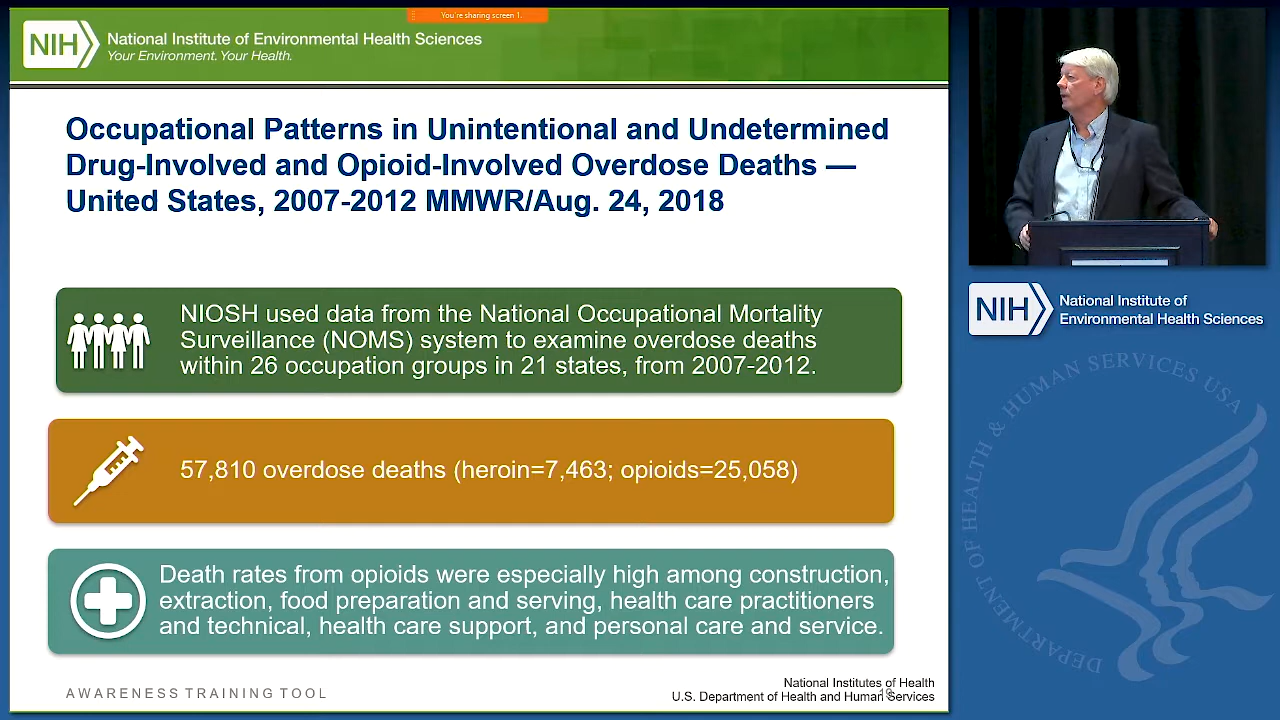 You're sharing screen 1.
NIH
National Institute of Environmental Health Sciences
Your Environment. Your Health.
Occupational Patterns in Unintentional and Undetermined
Drug-Involved and Opioid-Involved Overdose Deaths —
United States, 2007-2012 MMWR/Aug. 24, 2018
NIOSH used data from the National Occupational Mortality
Surveillance (NOMS) system to examine overdose deaths
within 26 occupation groups in 21 states, from 2007-2012.
57,810 overdose deaths (heroin=7,463; opioids=25,058)
Death rates from opioids were especially high among construction,
extraction, food preparation and serving, health care practitioners
and technical, health care support, and personal care and service.
AWARENESS TRAINING TOOL
National Institutes of Health
U.S. Department of Health and Human Services
NIH
National Institute of
Environmental Health Sciences
DEPARTMENT OF HEALTH & HUMAN SERVICES USA